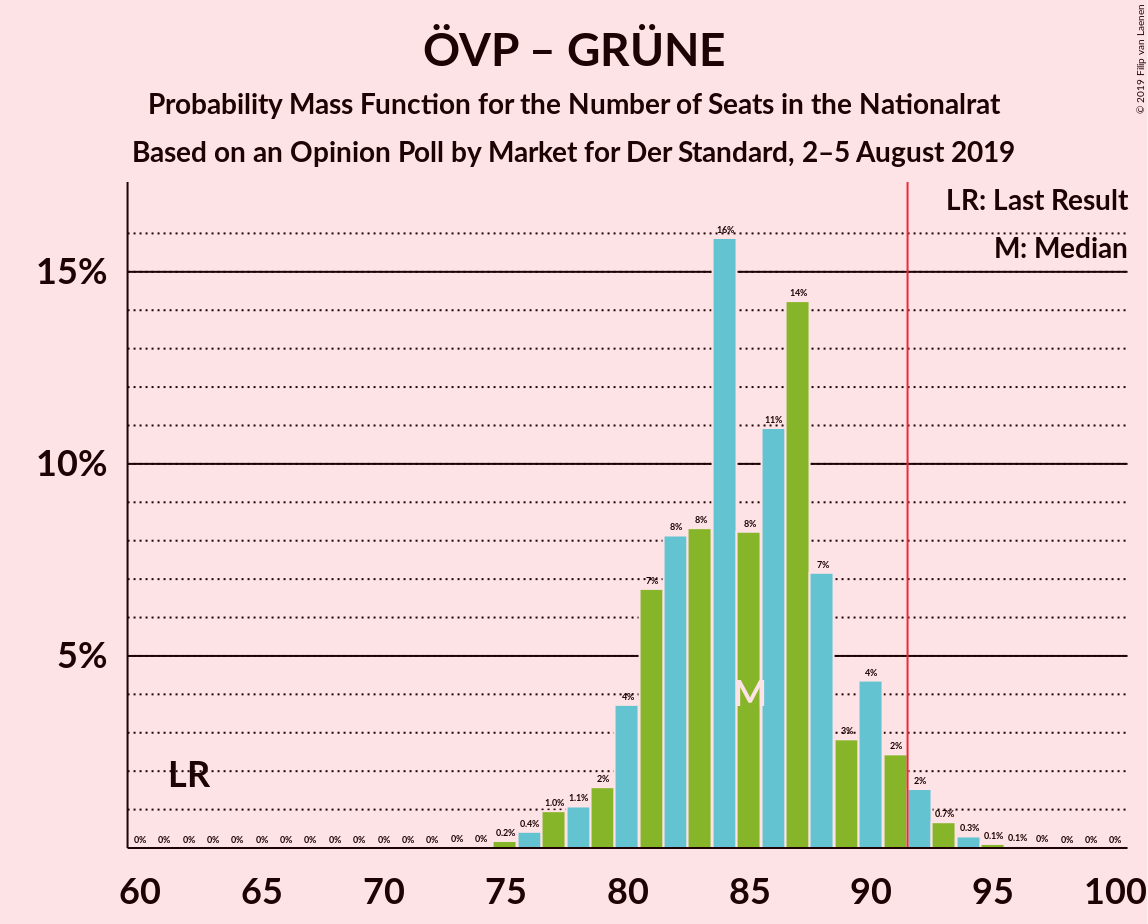 ÖVP – GRÜNE
Probability Mass Function for the Number of Seats in the Nationalrat
Based on an Opinion Poll by Market for Der Standard, 2–5 August 2019
© 2019 Filip van Laenen
LR: Last Result
M: Median
15%
10%
5%
LR
M
0% 0% 0% 0% 0% 0% 0% 0% 0% 0% 0% 0% 0% 0% 0% 0.2% 0.4% 1.0% 1.1% 2% 4% 7% 8% 8% 16% 8% 11% 14% 7% 3% 4% 2% 2% 0.7% 0.3% 0.1% 0.1% 0% 0% 0% 0%
60 65 70 75 80 85 90 95 100